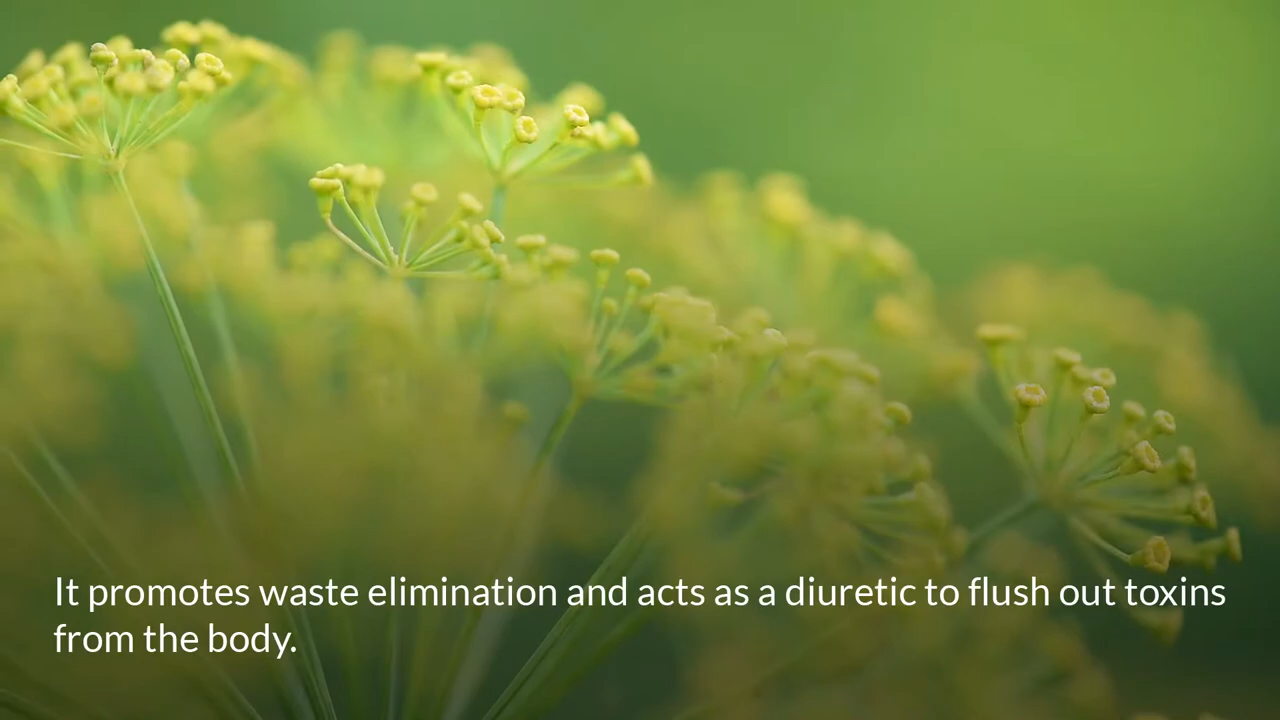 It promotes waste elimination and acts as a diuretic to flush out toxins
from the body.